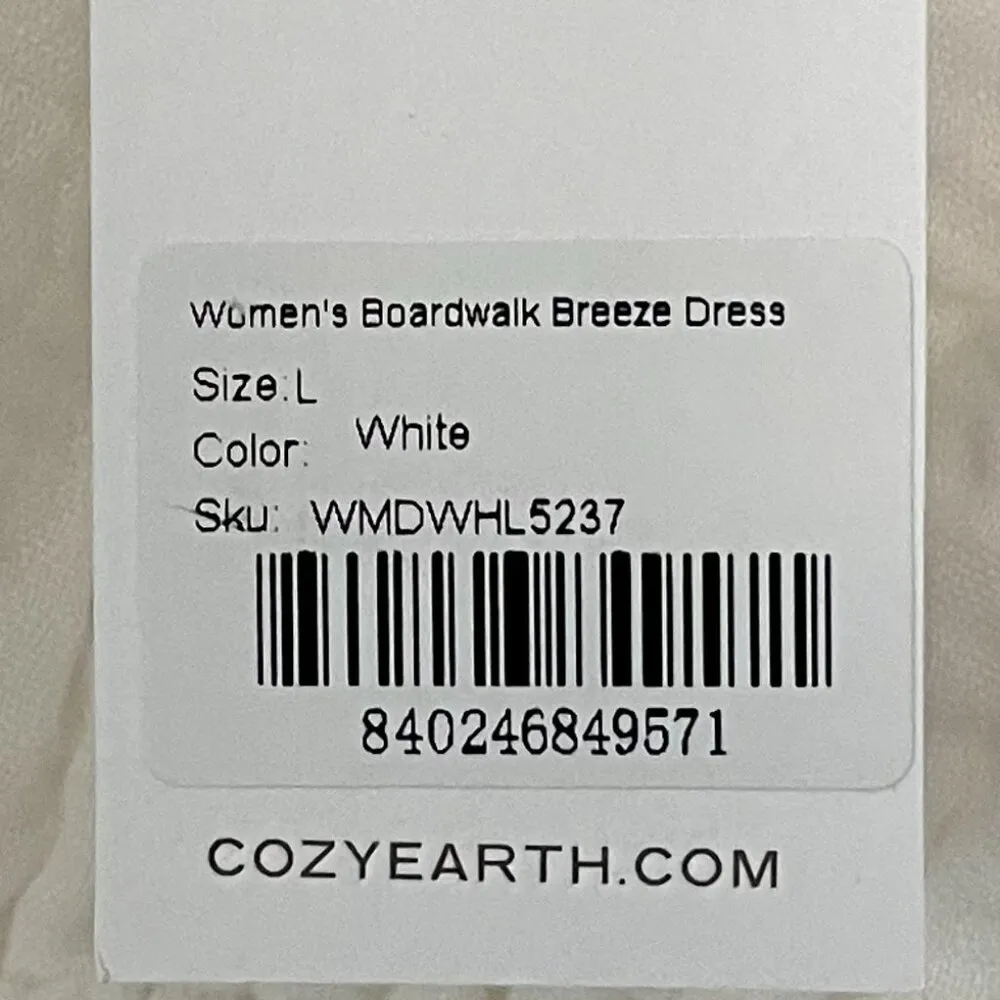 Women's Boardwalk Breeze Dress
Size:L
Color: White
Sku: WMDWHL5237
840246849571
COZYEARTH.COM